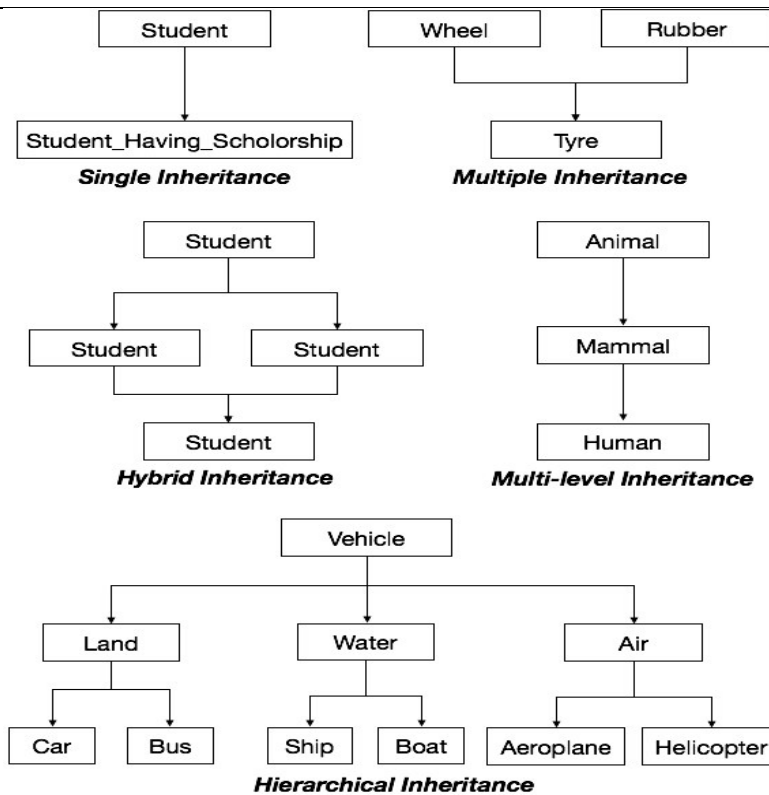 Student
Student_Having_Scholorship
Single Inheritance
Wheel Rubber
Tyre
Multiple Inheritance
Student
Student Student
Student
Hybrid Inheritance
Animal
Mammal
Human
Multi-level Inheritance
Vehicle
Land Water Air
Car Bus Ship Boat Aeroplane Helicopter
Hierarchical Inheritance